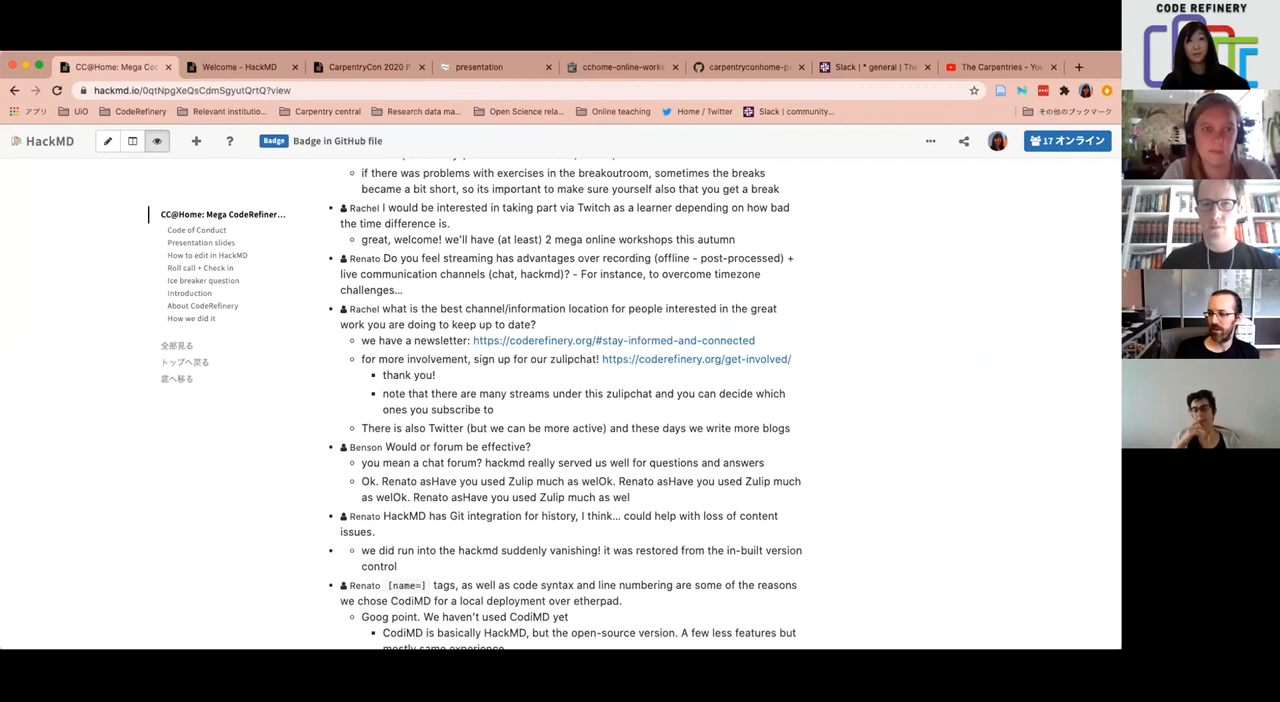 CODE REFINERY
CC@Home: Mega Cod
Welcome - HackMD
CarpentryCon 2020 P
presentation
cchome-online-works
carpentryconhome-p
Slack | * general | The
The Carpentries - You
hackmd.io/0qtNpgXeQsCdmSgyutQrtQ?view
アプリ
UiO
CodeRefinery
Relevant institutio...
Carpentry central
Research data ma...
Open Science rela...
Online teaching
Home / Twitter
Slack | community...
その他のブックマーク
HackMD
Badge
Badge in GitHub file
17 オンライン
CC@Home: Mega CodeRefiner...
Code of Conduct
Presentation slides
How to edit in HackMD
Roll call + Check in
Ice breaker question
Introduction
About CodeRefinery
How we did it
全部見る
トップへ戻る
底へ移る
if there was problems with exercises in the breakoutroom, sometimes the breaks
became a bit short, so its important to make sure yourself also that you get a break
Rachel I would be interested in taking part via Twitch as a learner depending on how bad
the time difference is.
great, welcome! we'll have (at least) 2 mega online workshops this autumn
Renato Do you feel streaming has advantages over recording (offline - post-processed) +
live communication channels (chat, hackmd)? - For instance, to overcome timezone
challenges...
Rachel what is the best channel/information location for people interested in the great
work you are doing to keep up to date?
we have a newsletter: https://coderefinery.org/#stay-informed-and-connected
for more involvement, sign up for our zulipchat! https://coderefinery.org/get-involved/
thank you!
note that there are many streams under this zulipchat and you can decide which
ones you subscribe to
There is also Twitter (but we can be more active) and these days we write more blogs
Benson Would or forum be effective?
you mean a chat forum? hackmd really served us well for questions and answers
Ok. Renato asHave you used Zulip much as welOk. Renato asHave you used Zulip much
as welOk. Renato asHave you used Zulip much as wel
Renato HackMD has Git integration for history, I think... could help with loss of content
issues.
we did run into the hackmd suddenly vanishing! it was restored from the in-built version
control
Renato [name=] tags, as well as code syntax and line numbering are some of the reasons
we chose CodiMD for a local deployment over etherpad.
Goog point. We haven't used CodiMD yet
CodiMD is basically HackMD, but the open-source version. A few less features but
mostly same experience